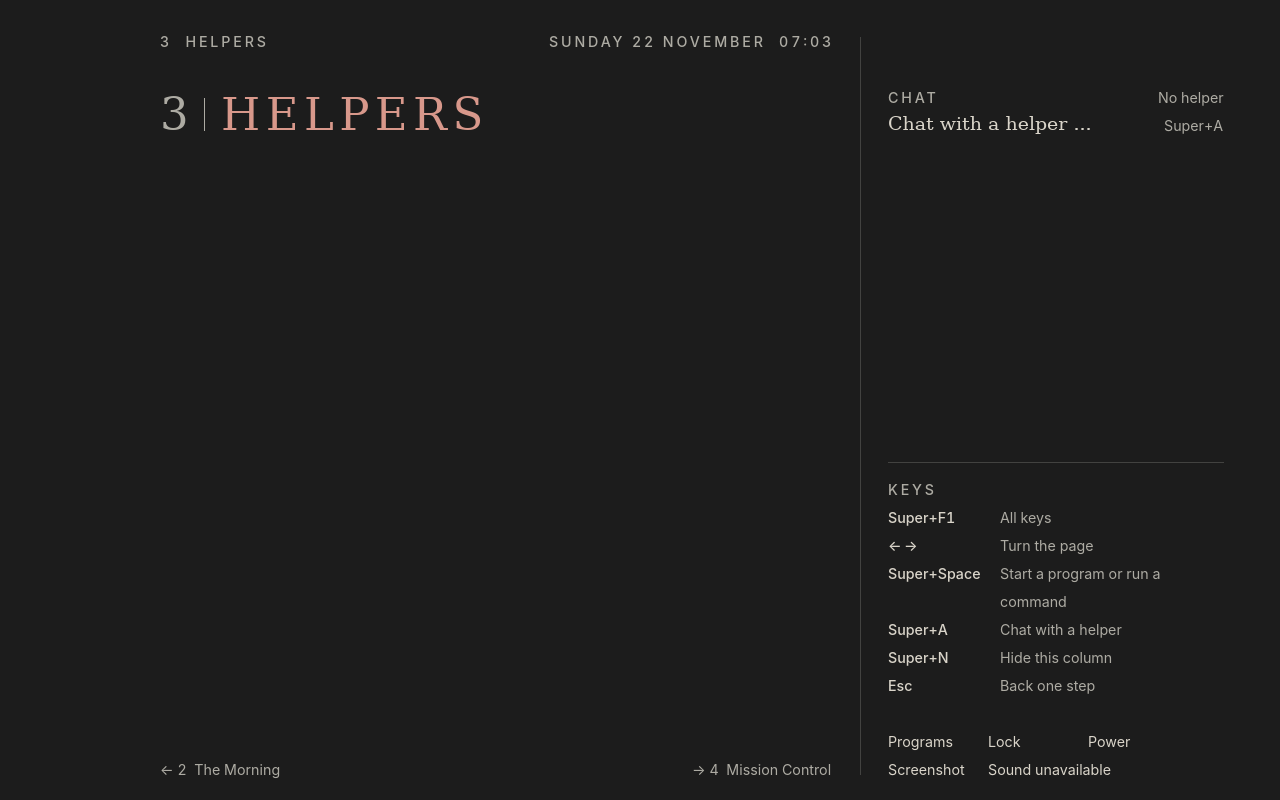 3 HELPERS
SUNDAY 22 NOVEMBER 07:03
3 HELPERS
CHAT No helper
Chat with a helper ... Super+A
KEYS
Super+F1 All keys
← → Turn the page
Super+Space Start a program or run a
command
Super+A Chat with a helper
Super+N Hide this column
Esc Back one step
Programs Lock Power
Screenshot Sound unavailable
← 2 The Morning
→ 4 Mission Control